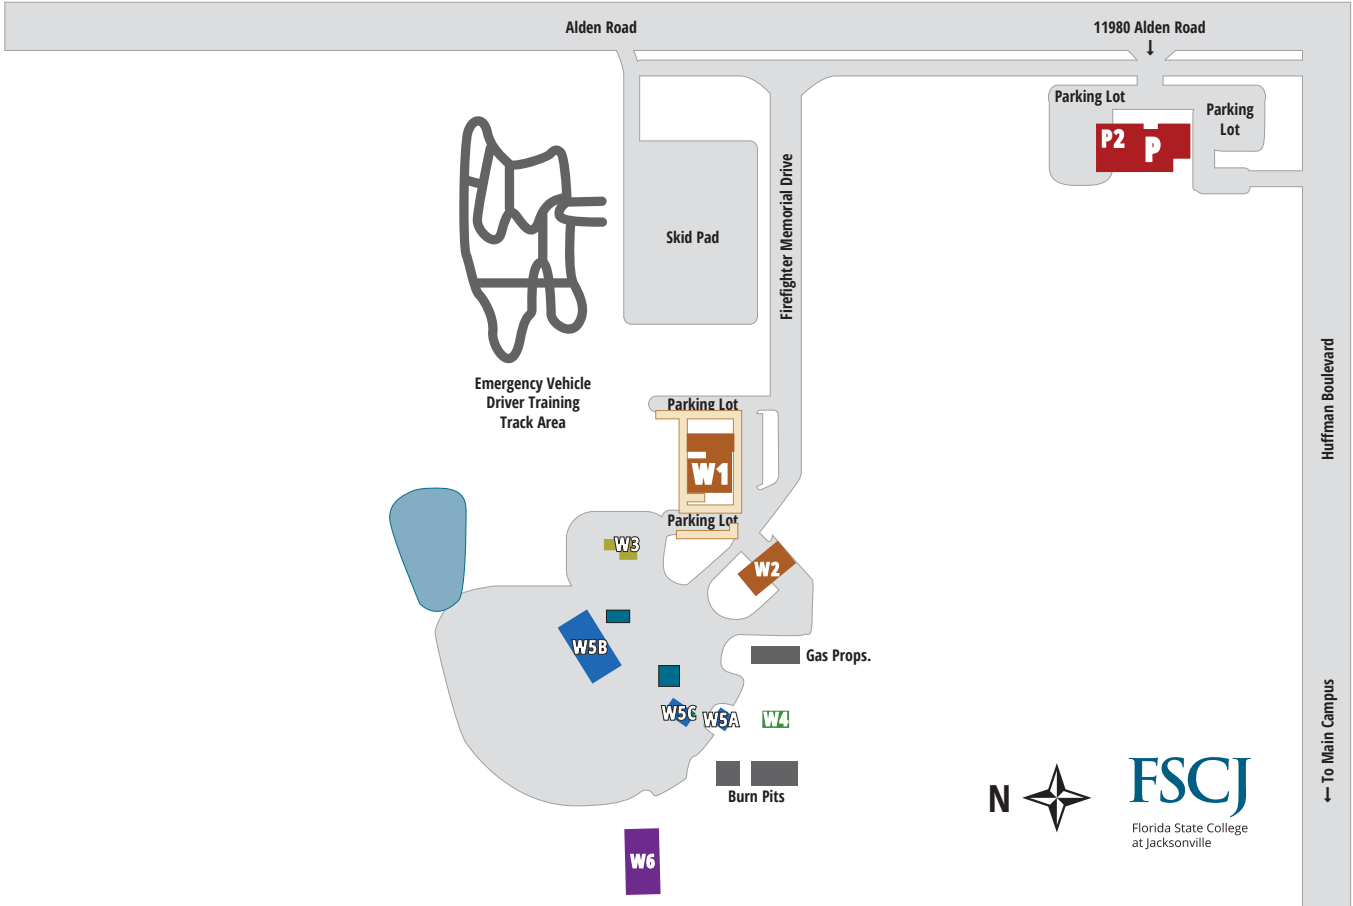 Alden Road
11980 Alden Road
Parking Lot
Parking
Lot
P2
P
Firefighter Memorial Drive
Skid Pad
Huffman Boulevard
Emergency Vehicle
Driver Training
Track Area
Parking Lot
W1
Parking Lot
W3
W2
W5B
Gas Props.
W5C
W5A
W4
To Main Campus
Burn Pits
N
FSCJ
Florida State College
at Jacksonville
W6